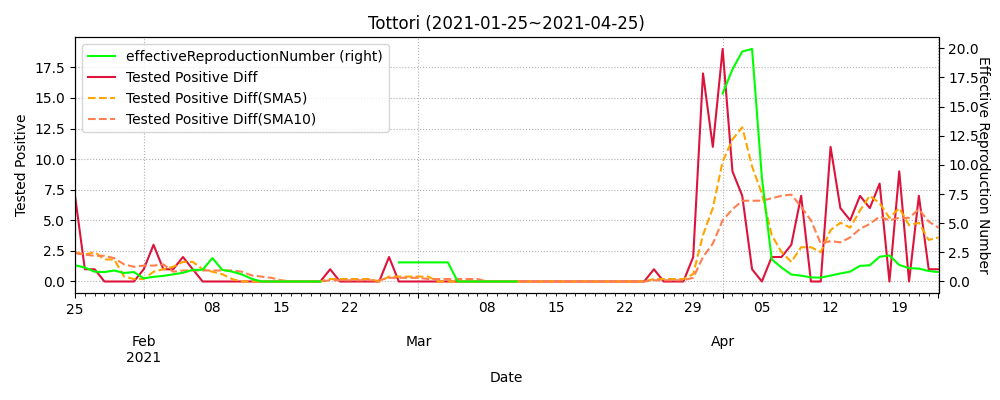 Tottori (2021-01-25~2021-04-25)
effectiveReproductionNumber (right)
Tested Positive Diff
Tested Positive Diff(SMA5)
Tested Positive Diff(SMA10)
Tested Positive
17.5
15.0
12.5
10.0
7.5
5.0
2.5
0.0
20.0
17.5
15.0
12.5
10.0
7.5
5.0
2.5
0.0
Effective Reproduction Number
25 08 15 22 08 15 22 29 05 12 19
Feb Mar Apr
2021
Date